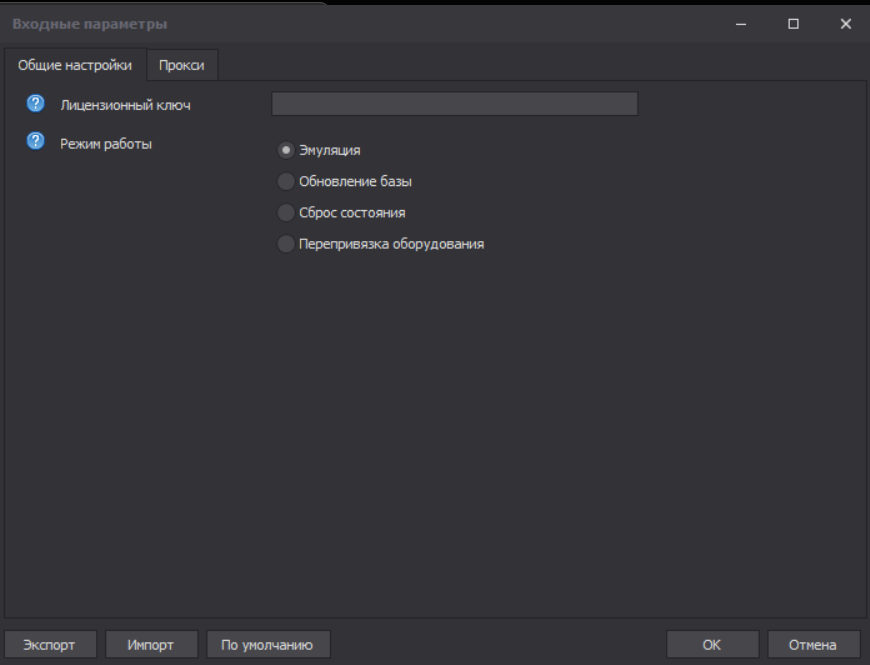 Входные параметры
Общие настройки Прокси
Лицензионный ключ
Режим работы
Эмуляция
Обновление базы
Сброс состояния
Перепривязка оборудования
Экспорт Импорт По умолчанию OK Отмена